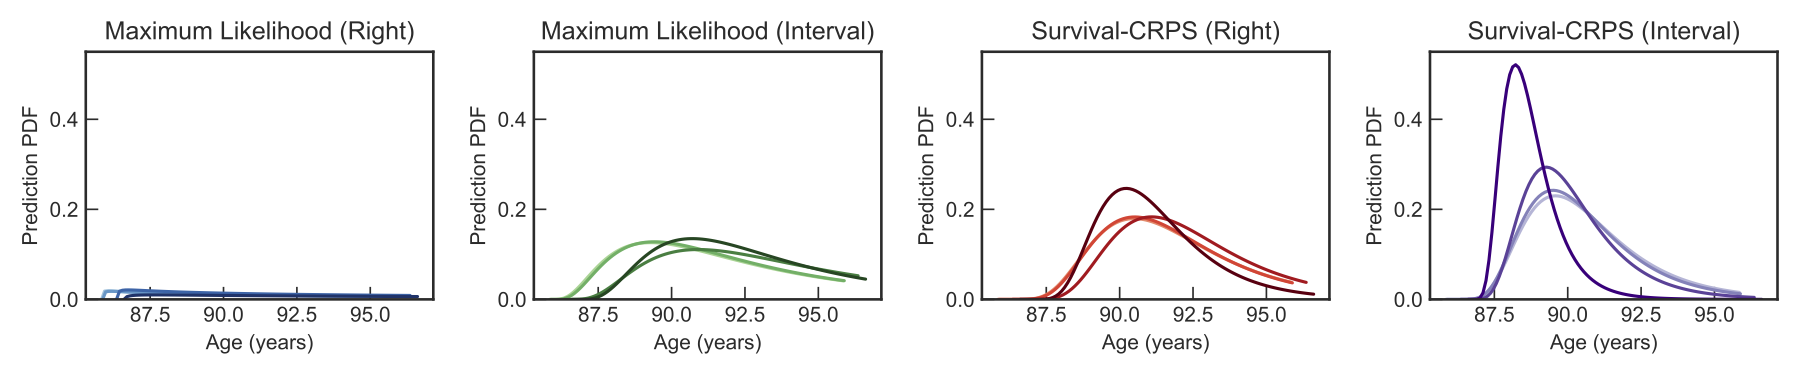 Maximum Likelihood (Right)
Prediction PDF
0.4
0.2
0.0
87.5 90.0 92.5 95.0
Age (years)
Maximum Likelihood (Interval)
Prediction PDF
0.4
0.2
0.0
87.5 90.0 92.5 95.0
Age (years)
Survival-CRPS (Right)
Prediction PDF
0.4
0.2
0.0
87.5 90.0 92.5 95.0
Age (years)
Survival-CRPS (Interval)
Prediction PDF
0.4
0.2
0.0
87.5 90.0 92.5 95.0
Age (years)